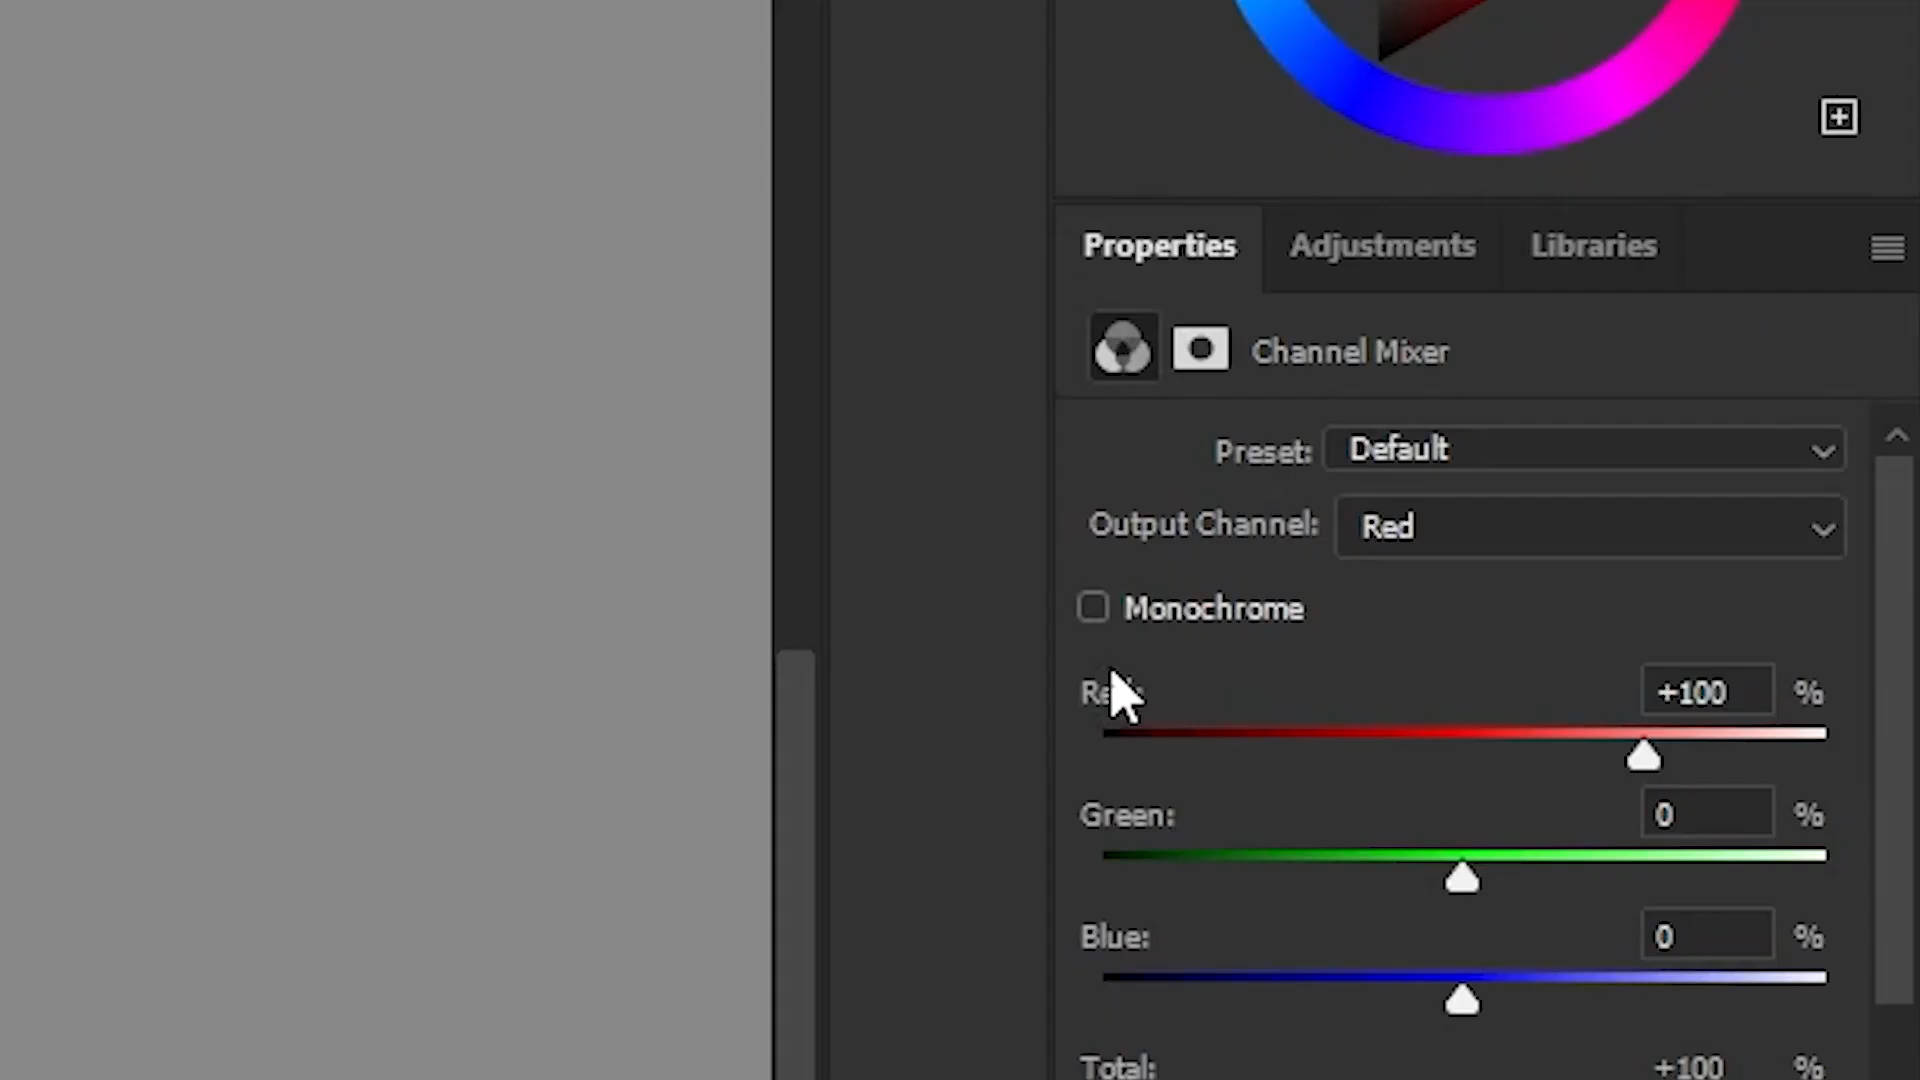 Properties Adjustments Libraries
Channel Mixer
Preset: Default
Output Channel: Red
Monochrome
+100 %
Green: 0 %
Blue: 0 %
Total: +100 %